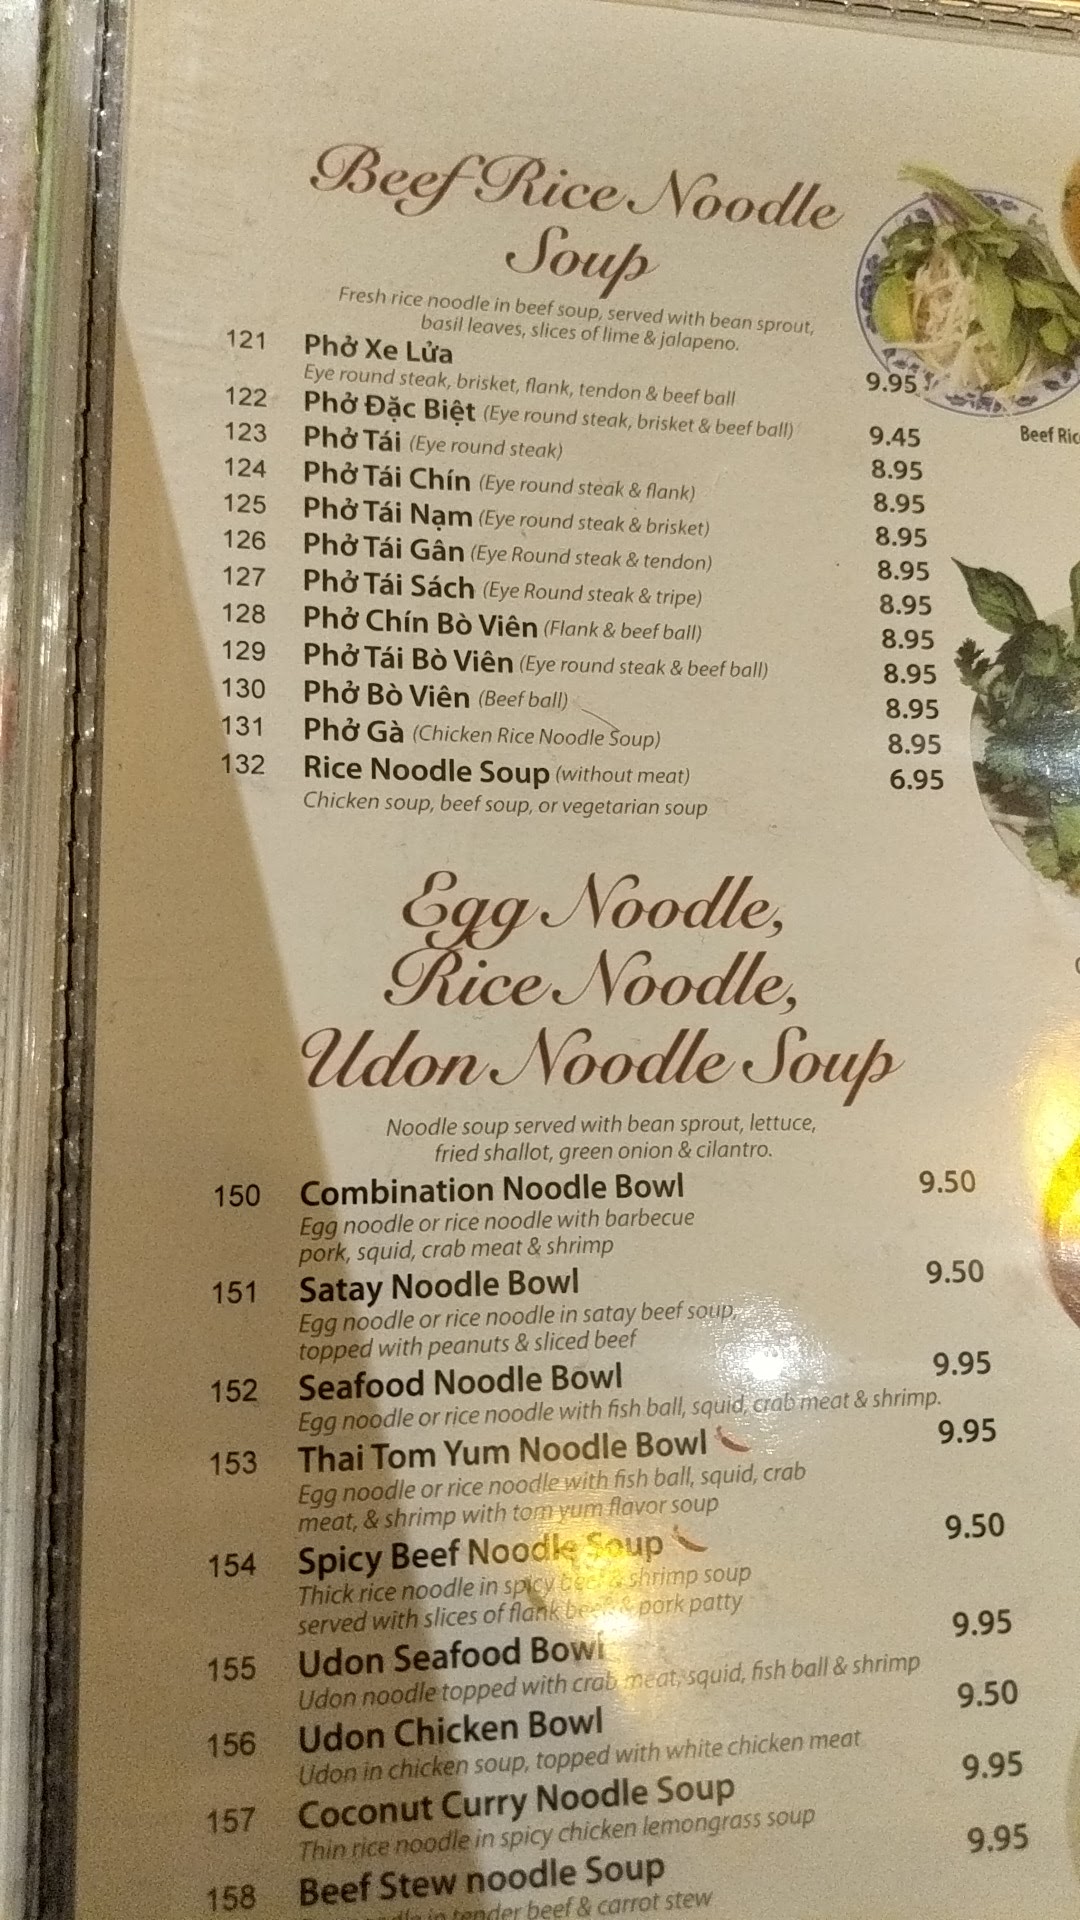 Beef Rice Noodle
Soup
Fresh rice noodle in beef soup, served with bean sprout,
basil leaves, slices of lime & jalapeno.
121 Phở Xe Lửa
Eye round steak, brisket, flank, tendon & beef ball 9.95
122 Phở Đặc Biệt (Eye round steak, brisket & beef ball) 9.45
123 Phở Tái (Eye round steak) 8.95
124 Phở Tái Chín (Eye round steak & flank) 8.95
125 Phở Tái Nạm (Eye round steak & brisket) 8.95
126 Phở Tái Gân (Eye Round steak & tendon) 8.95
127 Phở Tái Sách (Eye Round steak & tripe) 8.95
128 Phở Chín Bò Viên (Flank & beef ball) 8.95
129 Phở Tái Bò Viên (Eye round steak & beef ball) 8.95
130 Phở Bò Viên (Beef ball) 8.95
131 Phở Gà (Chicken Rice Noodle Soup) 8.95
132 Rice Noodle Soup (without meat) 6.95
Chicken soup, beef soup, or vegetarian soup
Beef Ric
Egg Noodle,
Rice Noodle,
Udon Noodle Soup
Noodle soup served with bean sprout, lettuce,
fried shallot, green onion & cilantro.
150 Combination Noodle Bowl 9.50
Egg noodle or rice noodle with barbecue
pork, squid, crab meat & shrimp
151 Satay Noodle Bowl 9.50
Egg noodle or rice noodle in satay beef soup,
topped with peanuts & sliced beef
152 Seafood Noodle Bowl 9.95
Egg noodle or rice noodle with fish ball, squid, crab meat & shrimp.
153 Thai Tom Yum Noodle Bowl 9.95
Egg noodle or rice noodle with fish ball, squid, crab
meat, & shrimp with tom yum flavor soup
154 Spicy Beef Noodle Soup 9.50
Thick rice noodle in spicy beef & shrimp soup
served with slices of flank beef & pork patty
155 Udon Seafood Bowl 9.95
Udon noodle topped with crab meat, squid, fish ball & shrimp
156 Udon Chicken Bowl 9.50
Udon in chicken soup, topped with white chicken meat
157 Coconut Curry Noodle Soup 9.95
Thin rice noodle in spicy chicken lemongrass soup
158 Beef Stew noodle Soup 9.95
in tender beef & carrot stew